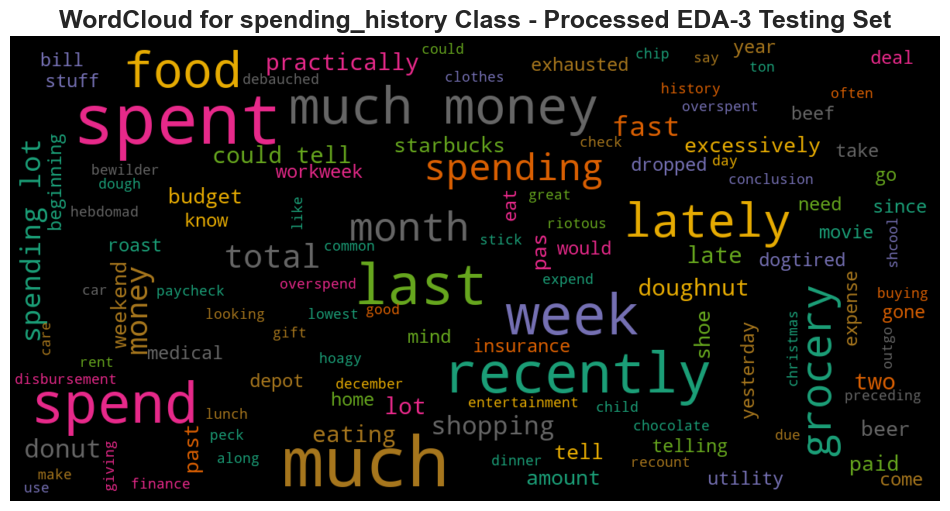 WordCloud for spending_history Class - Processed EDA-3 Testing Set
bill
food
practically
could
exhausted
chip
say
year
deal
stuff
debauched
clothes
ton
spent
much money
history
often
overspent
beef
fast
check
excessively
take
beginning
could tell
starbucks
spending
dropped
day
go
bewilder
workweek
conclusion
dough
budget
eat
great
need
since
hebdomad
know
like
month
riotous
lately
movie
spending lot
roast
total
common
stick
pas
would
late
dogtired
shcool
car
paycheck
overspend
last
expend
doughnut
expense
buying
weekend
money
looking
lowest
good
week
shoe
grocery
gone
care
gift
mind
insurance
yesterday
christmas
outgo
rent
medical
hoagy
recently
two
disbursement
depot
december
home
preceding
spend
lunch
lot
entertainment
child
shopping
chocolate
due
beer
donut
past
peck
eating
tell
telling
along
much
dinner
recount
paid
make
giving
finance
amount
utility
come
use